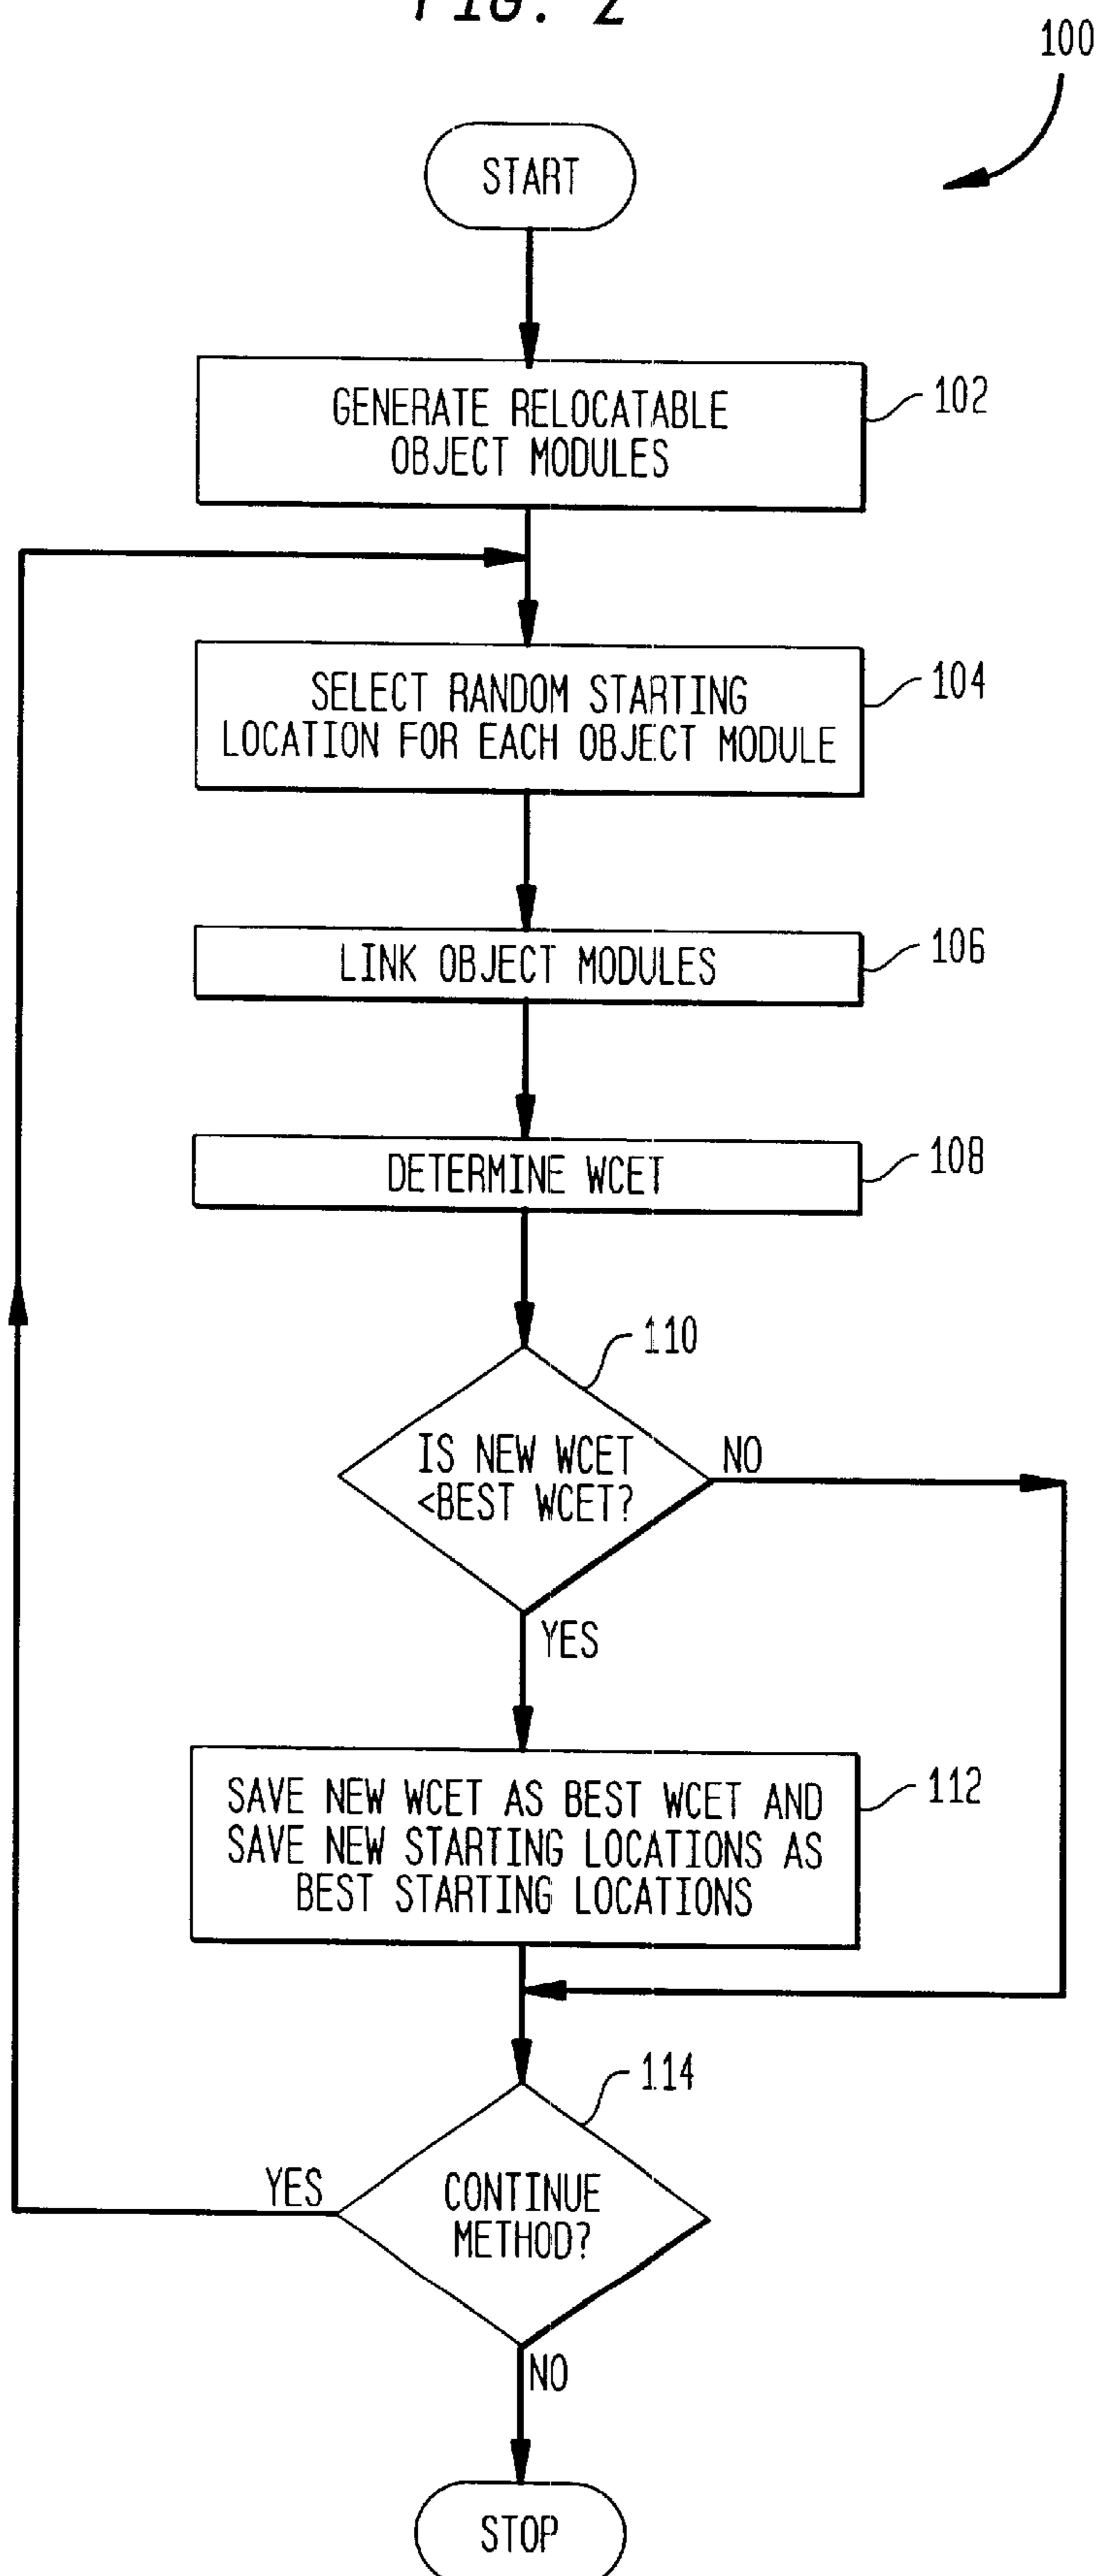 FIG. 2
100
START
GENERATE RELOCATABLE
OBJECT MODULES
102
SELECT RANDOM STARTING
LOCATION FOR EACH OBJECT MODULE
104
LINK OBJECT MODULES
106
DETERMINE WCET
108
110
IS NEW WCET
<BEST WCET?
NO
YES
SAVE NEW WCET AS BEST WCET AND
SAVE NEW STARTING LOCATIONS AS
BEST STARTING LOCATIONS
112
114
YES
CONTINUE
METHOD?
NO
STOP